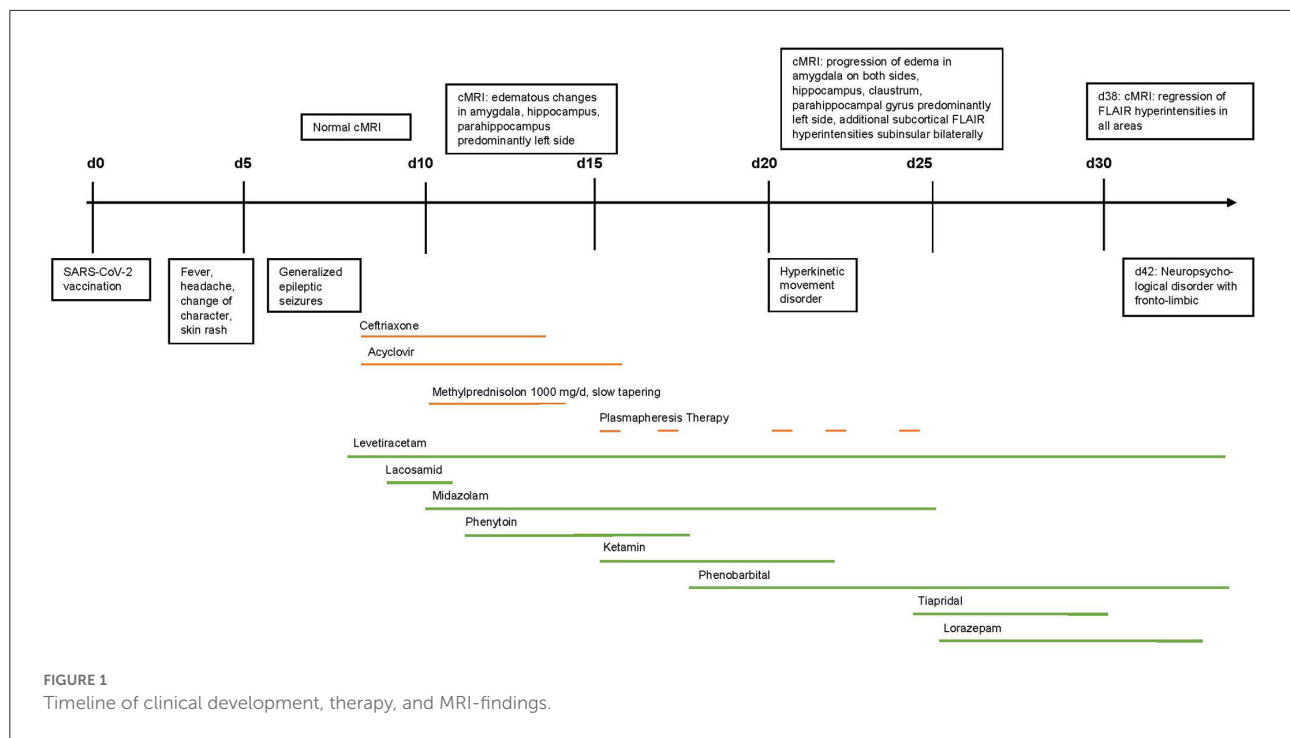 cMRI: progression of edema in
amygdala on both sides,
hippocampus, claustrum,
parahippocampal gyrus predominantly
left side, additional subcortical FLAIR
hyperintensities subinsular bilaterally
cMRI: edematous changes
in amygdala, hippocampus,
parahippocampus
predominantly left side
d38: cMRI: regression of
FLAIR hyperintensities in
all areas
Normal cMRI
d0 d5 d10 d15 d20 d25 d30
SARS-CoV-2
vaccination
Fever,
headache,
change of
character,
skin rash
Generalized
epileptic
seizures
Hyperkinetic
movement
disorder
d42: Neuropsycho-
logical disorder with
fronto-limbic
Ceftriaxone
Acyclovir
Methylprednisolon 1000 mg/d, slow tapering
Plasmapheresis Therapy
Levetiracetam
Lacosamid
Midazolam
Phenytoin
Ketamin
Phenobarbital
Tiapridal
Lorazepam
FIGURE 1
Timeline of clinical development, therapy, and MRI-findings.